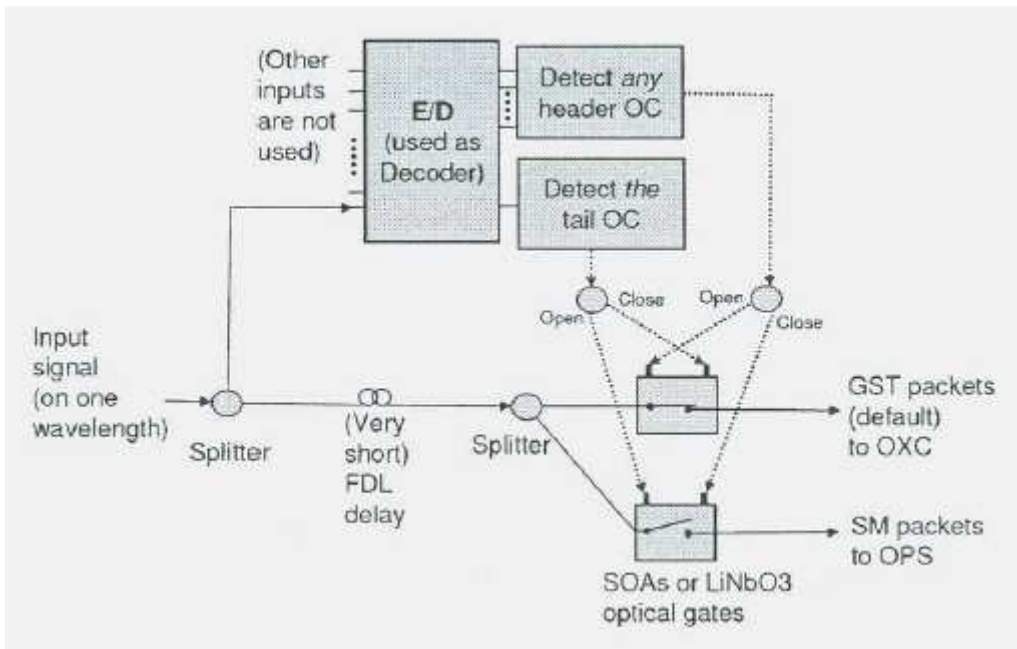 (Other
inputs
are not
used)
E/D
(used as
Decoder)
Detect any
header OC
Detect the
tail OC
Open
Close
Open
Close
Input
signal
(on one
wavelength)
Splitter
(Very
short)
FDL
delay
Splitter
GST packets
(default)
to OXC
SM packets
to OPS
SOAs or LiNbO3
optical gates